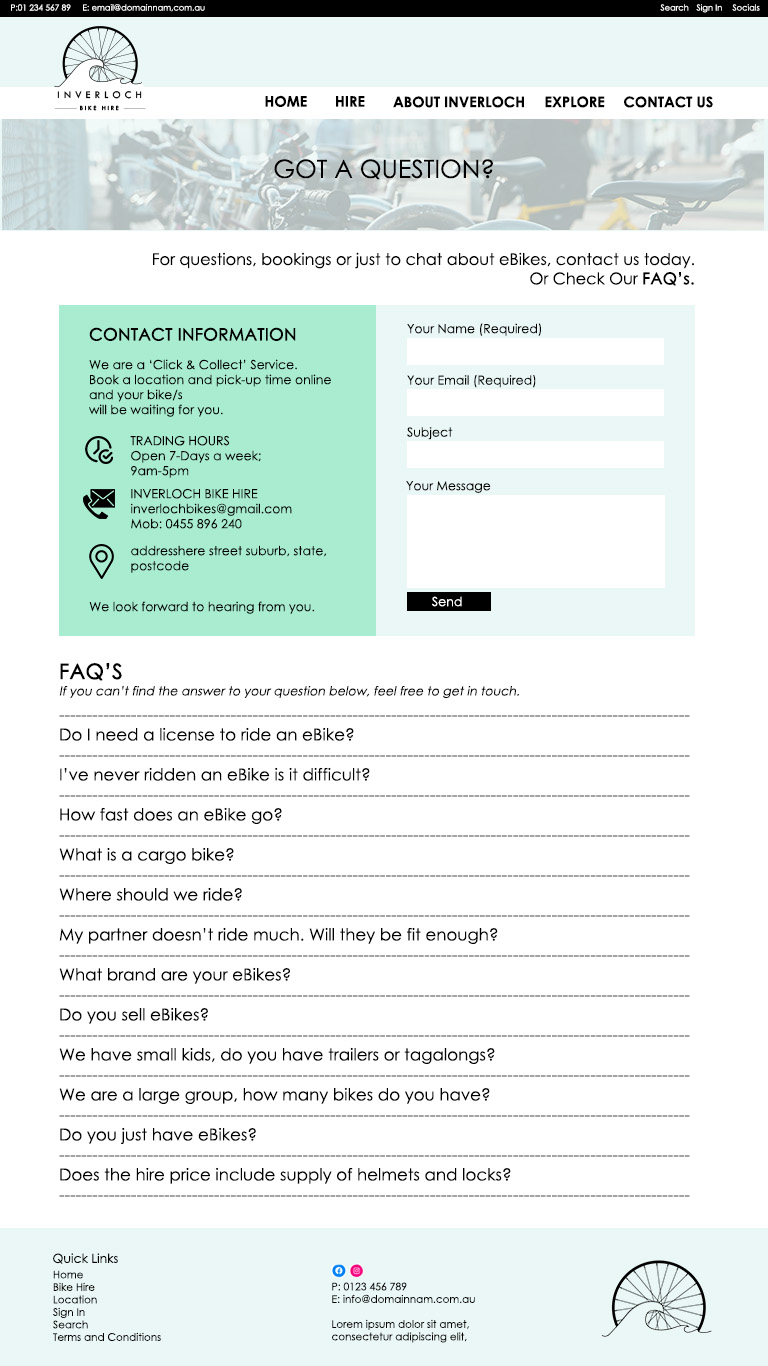 P:01 234 567 89 E: email@domainnam.com.au Search Sign In Socials
INVERLOCH
BIKE HIRE
HOME HIRE ABOUT INVERLOCH EXPLORE CONTACT US
GOT A QUESTION?
For questions, bookings or just to chat about eBikes, contact us today.
Or Check Our FAQ’s.
CONTACT INFORMATION
We are a ‘Click & Collect’ Service.
Book a location and pick-up time online
and your bike/s
will be waiting for you.
TRADING HOURS
Open 7-Days a week;
9am-5pm
INVERLOCH BIKE HIRE
inverlochbikes@gmail.com
Mob: 0455 896 240
addresshere street suburb, state,
postcode
We look forward to hearing from you.
Your Name (Required)
Your Email (Required)
Subject
Your Message
Send
FAQ’S
If you can’t find the answer to your question below, feel free to get in touch.
Do I need a license to ride an eBike?
I’ve never ridden an eBike is it difficult?
How fast does an eBike go?
What is a cargo bike?
Where should we ride?
My partner doesn’t ride much. Will they be fit enough?
What brand are your eBikes?
Do you sell eBikes?
We have small kids, do you have trailers or tagalongs?
We are a large group, how many bikes do you have?
Do you just have eBikes?
Does the hire price include supply of helmets and locks?
Quick Links
Home
Bike Hire
Location
Sign In
Search
Terms and Conditions
P: 0123 456 789
E: info@domainnam.com.au
Lorem ipsum dolor sit amet,
consectetur adipiscing elit,